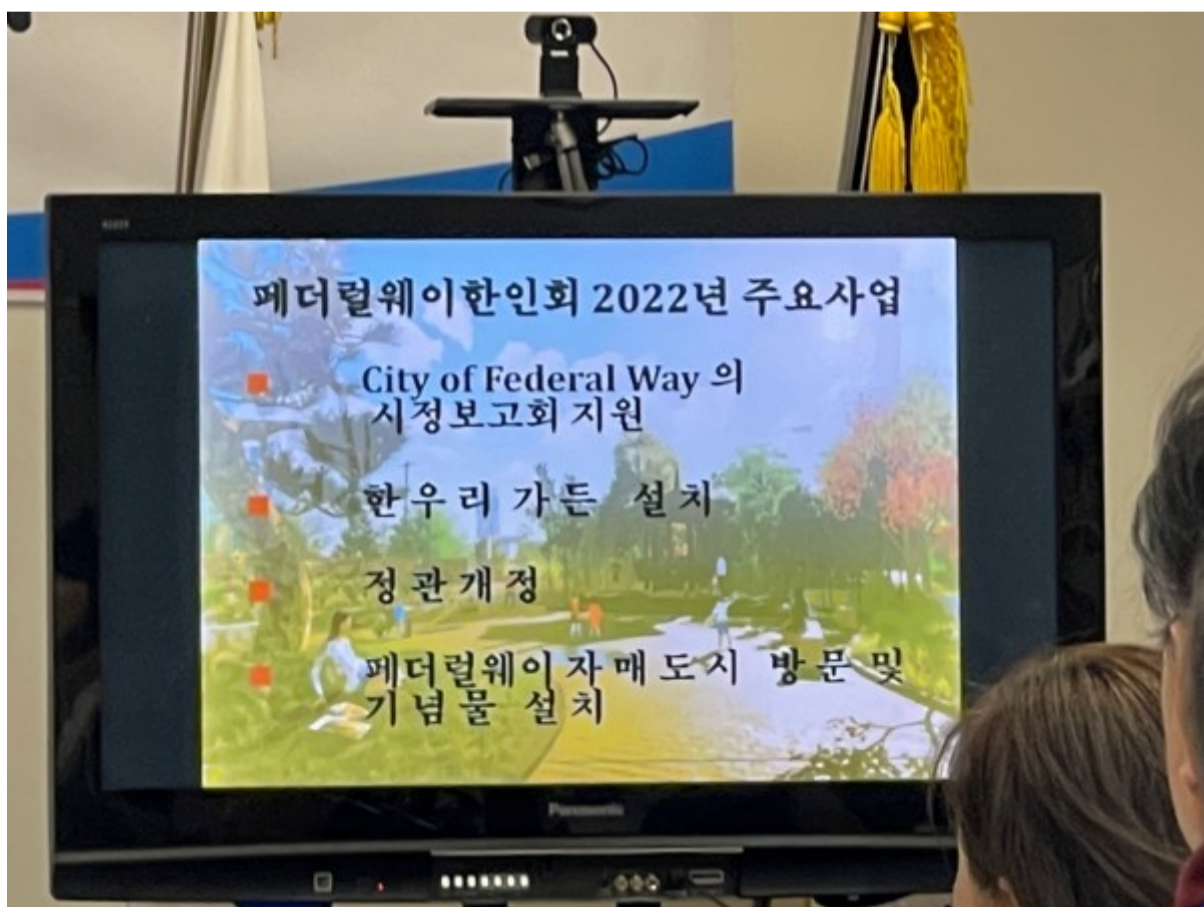 페더럴웨이한인회 2022년 주요사업
City of Federal Way 의
시정보고회 지원
한우리 가든 설치
정관개정
페더럴웨이자매도시 방문 및
기념물 설치
Panasonic